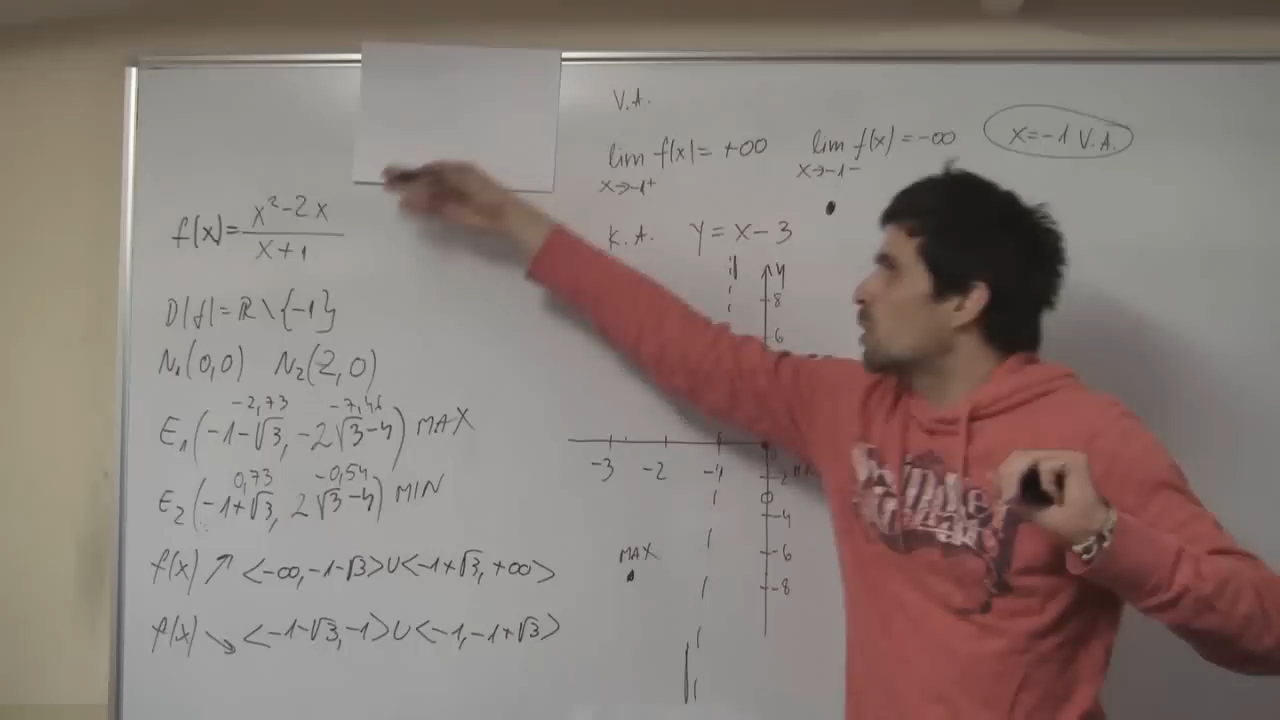 f(x)= x²-2x / x+1
D(f)=ℝ\{-1}
N₁(0,0) N₂(2,0)
-2,73 -7,46
E₁(-1-√3, -2√3-4) MAX
0,73 -0,54
E₂(-1+√3, 2√3-4) MIN
f(x) ↗ <-∞,-1-√3>∪<-1+√3,+∞>
f(x) ↘ <-1-√3,-1>∪<-1,-1+√3>
V.A.
lim f(x)= +∞ lim f(x)=-∞ x=-1 V.A.
x→-1⁺ x→-1⁻
K.A. y=x-3
y
8
6
-3 -2 -1
-2
-4
-6
-8
MAX